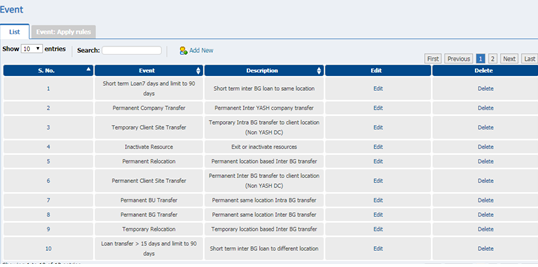 Event
List Event: Apply rules
Show 10 entries Search: Add New
First Previous 1 2 Next Last
S. No. Event Description Edit Delete
1 Short term Loan7 days and limit to 90 days Short term inter BG loan to same location Edit Delete
2 Permanent Company Transfer Permanent Inter YASH company transfer Edit Delete
3 Temporary Client Site Transfer Temporary Intra BG transfer to client location (Non YASH DC) Edit Delete
4 Inactivate Resource Exit or inactivate resources Edit Delete
5 Permanent Relocation Permanent location based Inter BG transfer Edit Delete
6 Permanent Client Site Transfer Permanent Inter BG transfer to client location (Non YASH DC) Edit Delete
7 Permanent BU Transfer Permanent same location Intra BG transfer Edit Delete
8 Permanent BG Transfer Permanent same location Inter BG transfer Edit Delete
9 Temporary Relocation Temporary location based Inter BG transfer Edit Delete
10 Loan transfer > 15 days and limit to 90 days Short term inter BG loan to different location Edit Delete